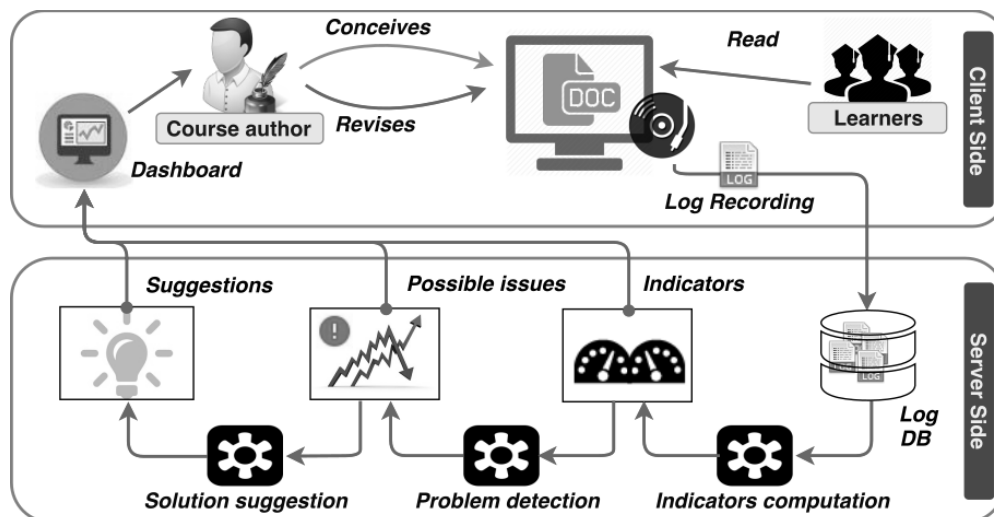 Conceives
Read
DOC
Course author
Revises
Learners
Dashboard
LOG
Log Recording
Client Side
Suggestions
Possible issues
Indicators
LOG
Log
DB
Solution suggestion
Problem detection
Indicators computation
Server Side